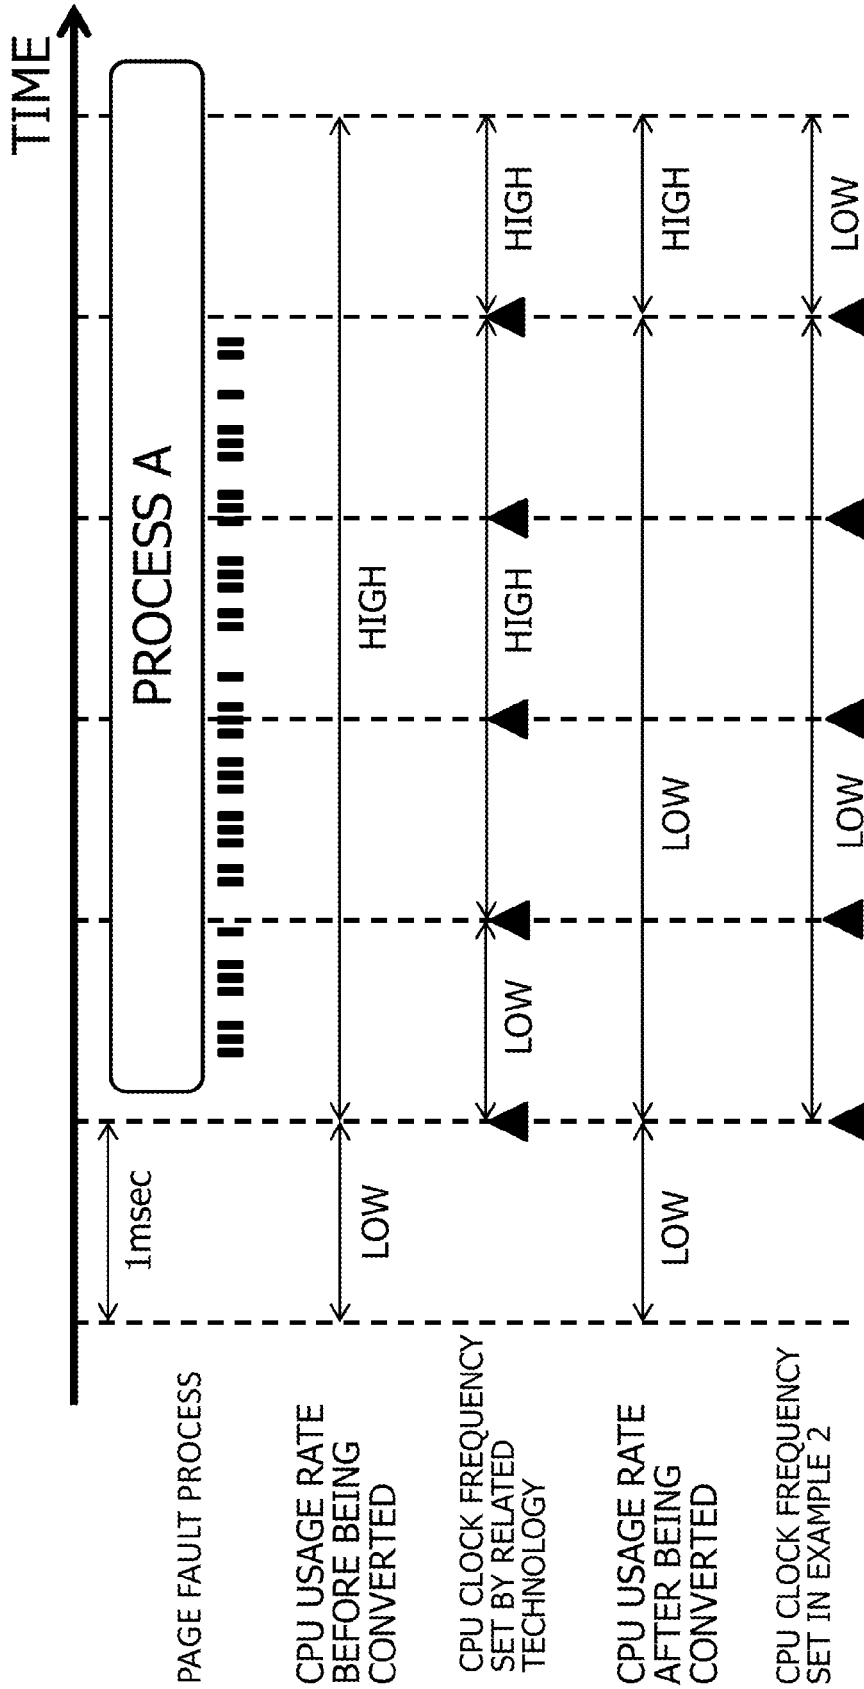 TIME
1msec
PROCESS A
PAGE FAULT PROCESS
CPU USAGE RATE
BEFORE BEING
CONVERTED
LOW
HIGH
CPU CLOCK FREQUENCY
SET BY RELATED
TECHNOLOGY
LOW
HIGH
HIGH
CPU USAGE RATE
AFTER BEING
CONVERTED
LOW
LOW
HIGH
CPU CLOCK FREQUENCY
SET IN EXAMPLE 2
LOW
LOW